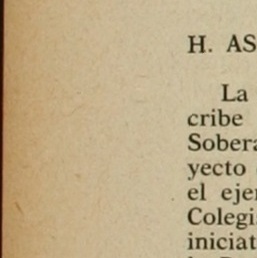 H. AS
La
cribe
Sobera
yecto
el ejer
Colegi
iniciat